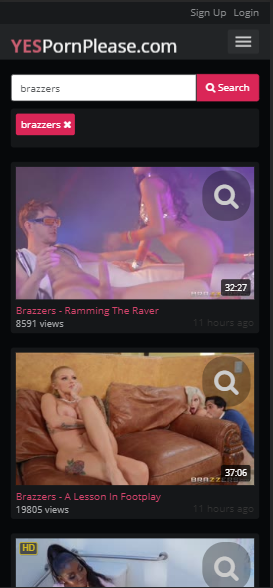 Sign Up Login
YESPornPlease.com
brazzers
Search
brazzers ✖
32:27
Brazzers - Ramming The Raver
8591 views
11 hours ago
BRAZZERS
37:06
Brazzers - A Lesson In Footplay
19805 views
11 hours ago
HD